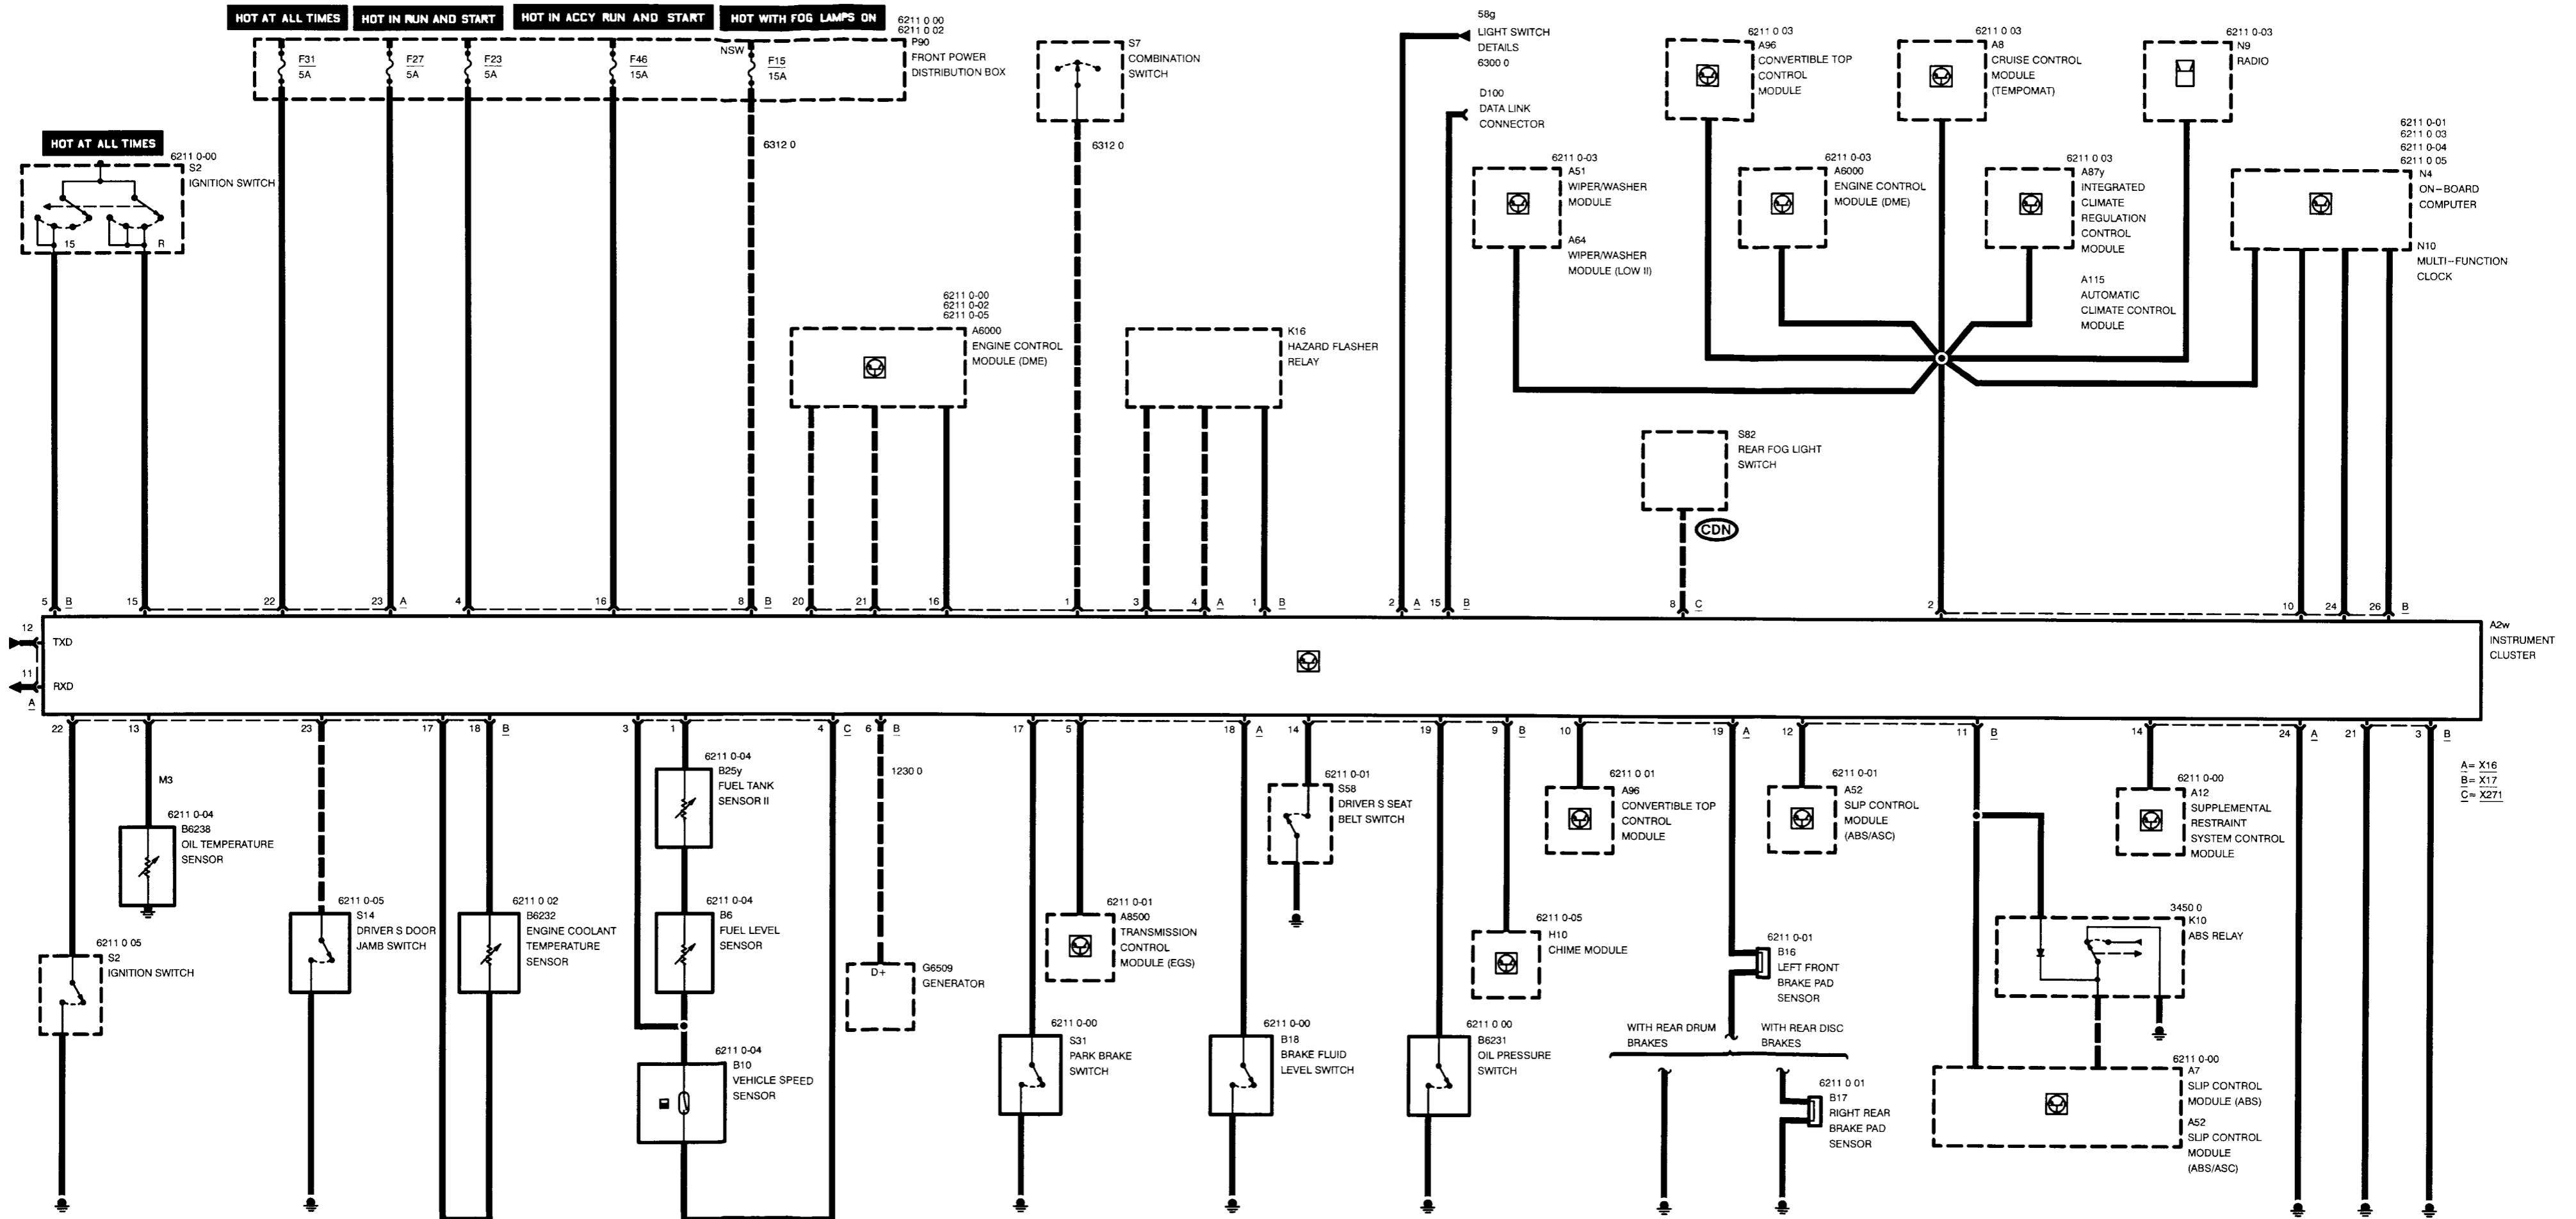 HOT AT ALL TIMES
HOT IN RUN AND START
HOT IN ACCY RUN AND START
HOT WITH FOG LAMPS ON
6211 0 00
6211 0 02
P90
FRONT POWER
DISTRIBUTION BOX
F31
5A
F27
5A
F23
5A
F46
15A
NSW
F15
15A
6312 0
S7
COMBINATION
SWITCH
6312 0
58g
LIGHT SWITCH
DETAILS
6300 0
D100
DATA LINK
CONNECTOR
6211 0 03
A96
CONVERTIBLE TOP
CONTROL
MODULE
6211 0 03
A8
CRUISE CONTROL
MODULE
(TEMPOMAT)
6211 0-03
N9
RADIO
HOT AT ALL TIMES
6211 0-00
S2
IGNITION SWITCH
15
R
6211 0-03
A51
WIPER/WASHER
MODULE
A64
WIPER/WASHER
MODULE (LOW II)
6211 0-03
A6000
ENGINE CONTROL
MODULE (DME)
6211 0 03
A87y
INTEGRATED
CLIMATE
REGULATION
CONTROL
MODULE
A115
AUTOMATIC
CLIMATE CONTROL
MODULE
6211 0-01
6211 0 03
6211 0-04
6211 0 05
N4
ON-BOARD
COMPUTER
N10
MULTI-FUNCTION
CLOCK
6211 0-00
6211 0-02
6211 0-05
A6000
ENGINE CONTROL
MODULE (DME)
K16
HAZARD FLASHER
RELAY
S82
REAR FOG LIGHT
SWITCH
CDN
5 B 15 22 23 A 4 16 8 B 20 21 16 1 3 4 A 1 B 2 A 15 B 8 C 2 10 24 26 B
12
TXD
11
RXD
A
A2w
INSTRUMENT
CLUSTER
22 13 23 17 18 B 3 1 4 C 6 B 17 5 18 A 14 19 9 B 10 19 A 12 11 B 14 24 A 21 3 B
A= X16
B= X17
C= X271
M3
6211 0-04
B6238
OIL TEMPERATURE
SENSOR
6211 0 05
S2
IGNITION SWITCH
6211 0-05
S14
DRIVER S DOOR
JAMB SWITCH
6211 0 02
B6232
ENGINE COOLANT
TEMPERATURE
SENSOR
6211 0-04
B25y
FUEL TANK
SENSOR II
6211 0-04
B6
FUEL LEVEL
SENSOR
6211 0-04
B10
VEHICLE SPEED
SENSOR
1230 0
D+
G6509
GENERATOR
6211 0-01
A8500
TRANSMISSION
CONTROL
MODULE (EGS)
6211 0-00
S31
PARK BRAKE
SWITCH
6211 0-00
B18
BRAKE FLUID
LEVEL SWITCH
6211 0-01
S58
DRIVER S SEAT
BELT SWITCH
6211 0 00
B6231
OIL PRESSURE
SWITCH
6211 0-05
H10
CHIME MODULE
6211 0 01
A96
CONVERTIBLE TOP
CONTROL
MODULE
6211 0-01
B16
LEFT FRONT
BRAKE PAD
SENSOR
WITH REAR DRUM
BRAKES
WITH REAR DISC
BRAKES
6211 0 01
B17
RIGHT REAR
BRAKE PAD
SENSOR
6211 0-01
A52
SLIP CONTROL
MODULE
(ABS/ASC)
3450 0
K10
ABS RELAY
6211 0-00
A7
SLIP CONTROL
MODULE (ABS)
A52
SLIP CONTROL
MODULE
(ABS/ASC)
6211 0-00
A12
SUPPLEMENTAL
RESTRAINT
SYSTEM CONTROL
MODULE